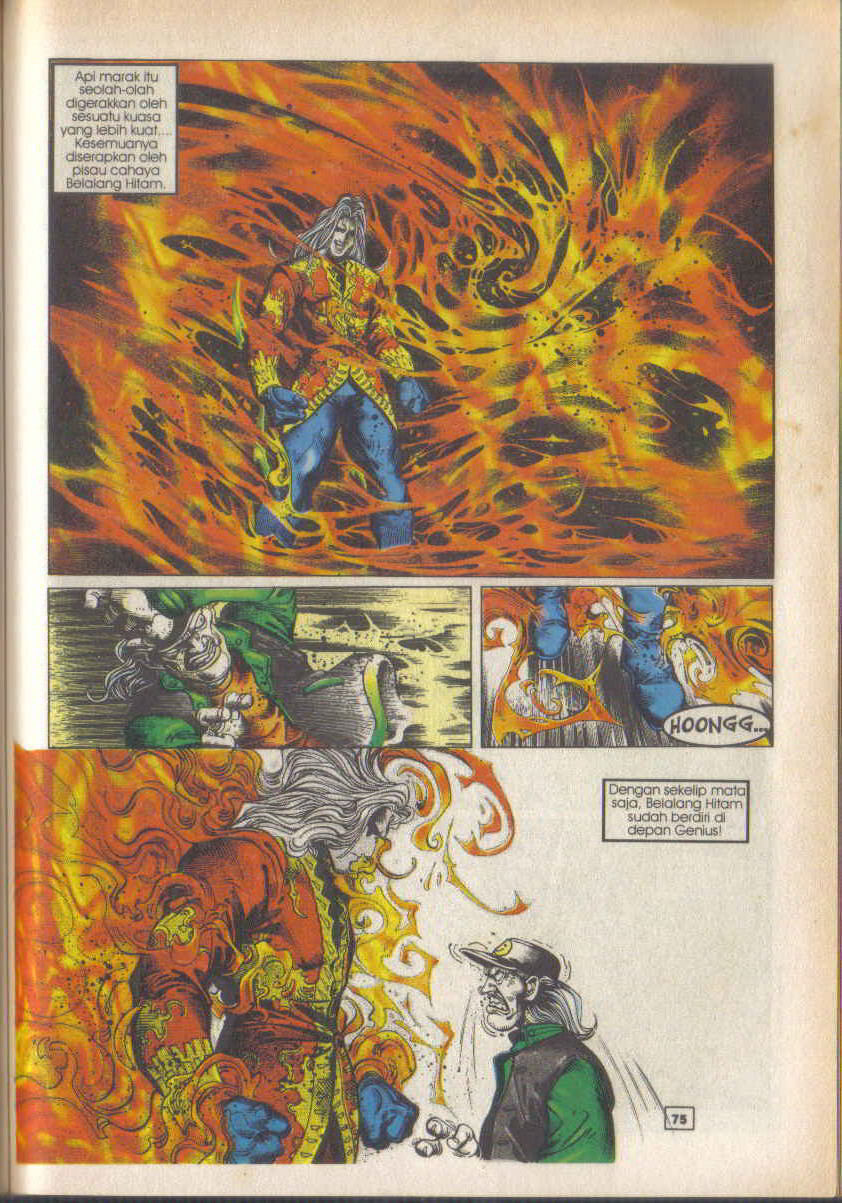 Api marak itu
seolah-olah
digerakkan oleh
sesuatu kuasa
yang lebih kuat,...
Kesemuanya
diserapkan oleh
pisau cahaya
Belalang Hitam.
HOONGG...
Dengan sekelip mata
saja, Belalang Hitam
sudah berdiri di
depan Genius!
75